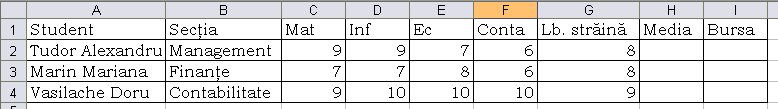 A B C D E F G H I
1 Student Secția Mat Inf Ec Conta Lb. străină Media Bursa
2 Tudor Alexandru Management 9 9 7 6 8
3 Marin Mariana Finanțe 7 7 8 6 8
4 Vasilache Doru Contabilitate 9 10 10 10 9